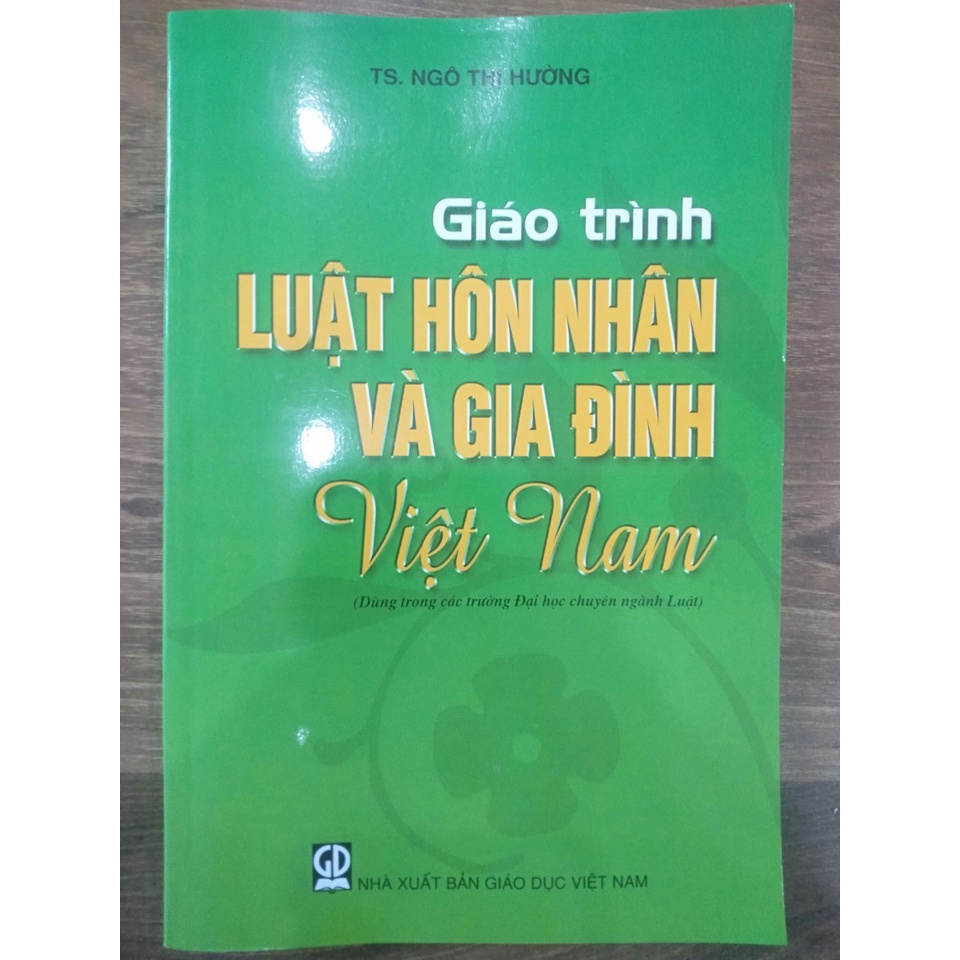 TS. NGÔ THỊ HƯỜNG
Giáo trình
LUẬT HÔN NHÂN
VÀ GIA ĐÌNH
Việt Nam
(Dùng trong các trường Đại học chuyên ngành Luật)
GD
NHÀ XUẤT BẢN GIÁO DỤC VIỆT NAM